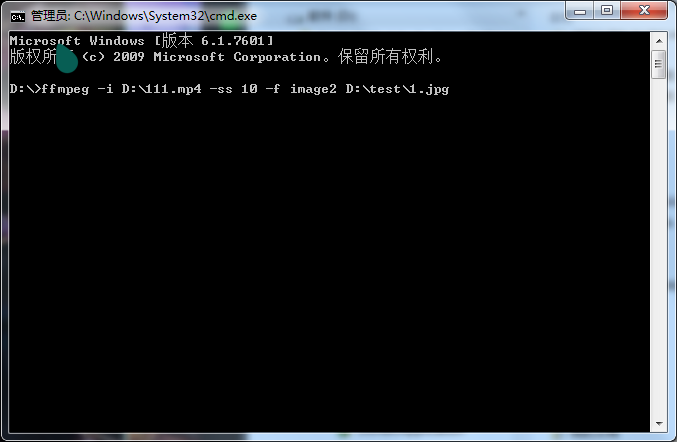 管理员: C:\Windows\System32\cmd.exe
Microsoft Windows [版本 6.1.7601]
版权所 (c) 2009 Microsoft Corporation。保留所有权利。
D:\>ffmpeg -i D:\111.mp4 -ss 10 -f image2 D:\test\1.jpg